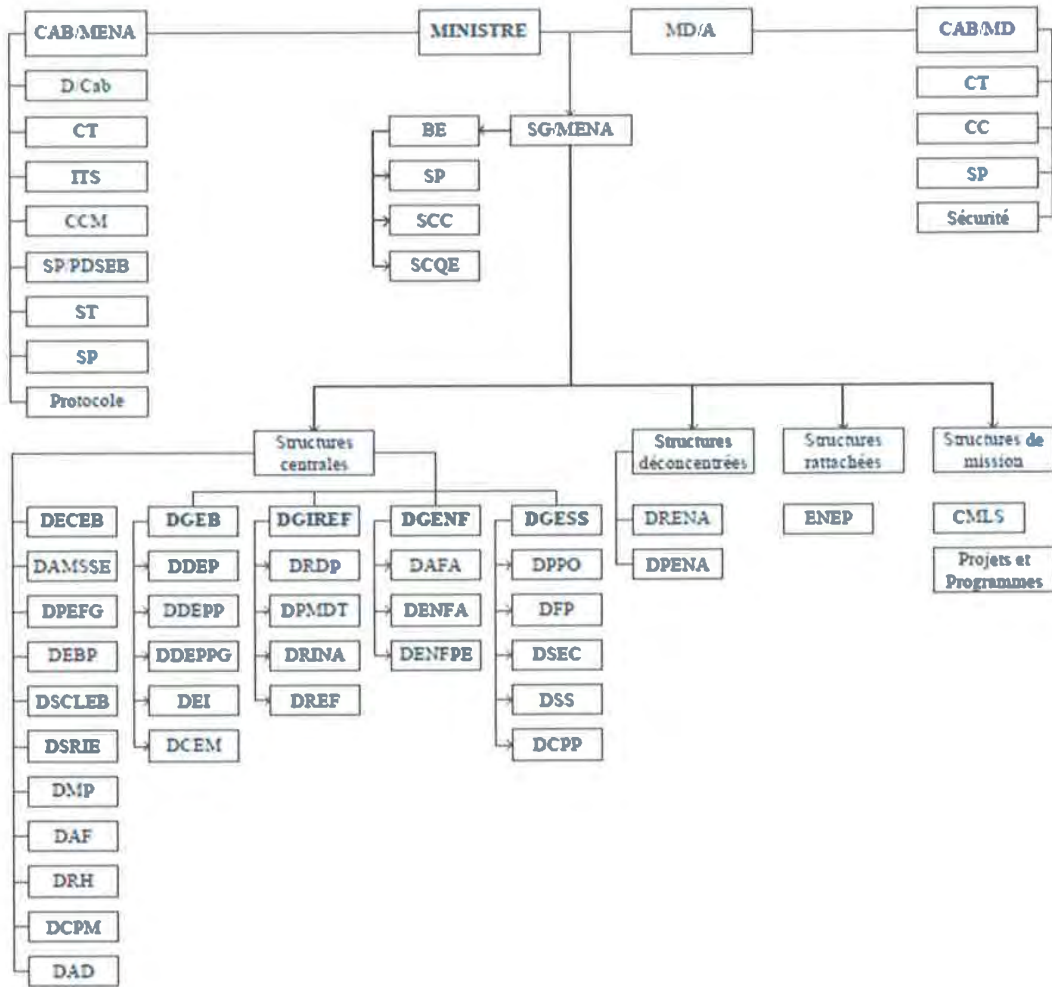 CAB/MENA
MINISTRE
MD/A
CAB/MD
D/Cab
CT
ITS
CCM
SP/PDSEB
ST
SP
Protocole
BE
SG/MENA
SP
SCC
SCQE
CT
CC
SP
Sécurité
Structures
centrales
Structures
déconcentrées
Structures
rattachées
Structures de
mission
DECEB
DAMSSE
DPEFG
DEBP
DSCLEB
DSRIE
DMP
DAF
DRH
DCPM
DAD
DGEB
DDEP
DDEPP
DDEPPG
DEI
DCEM
DGIREF
DRDP
DPMDT
DRINA
DREF
DGENF
DAFA
DENFA
DENFPE
DGESS
DPPO
DFP
DSEC
DSS
DCPP
DRENA
DPENA
ENEP
CMLS
Projets et
Programmes